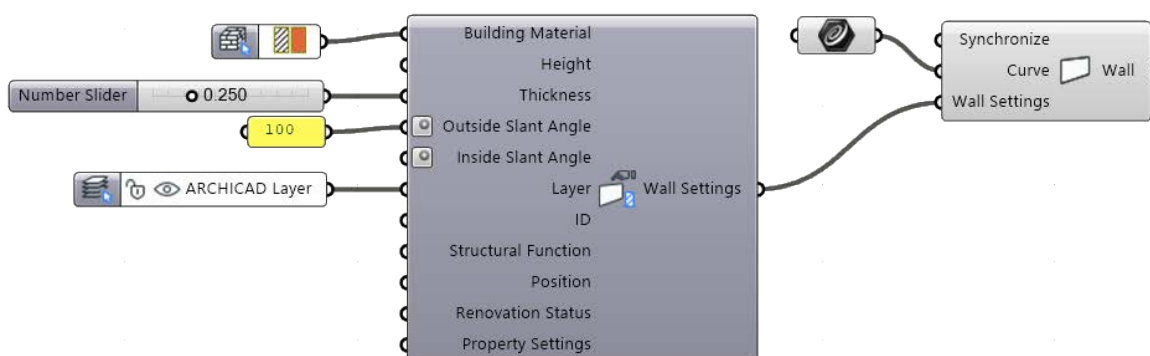 Building Material
Height
Number Slider 0.250
Thickness
100
Outside Slant Angle
Inside Slant Angle
ARCHICAD Layer
Layer
Wall Settings
ID
Structural Function
Position
Renovation Status
Property Settings
Synchronize
Curve
Wall
Wall Settings